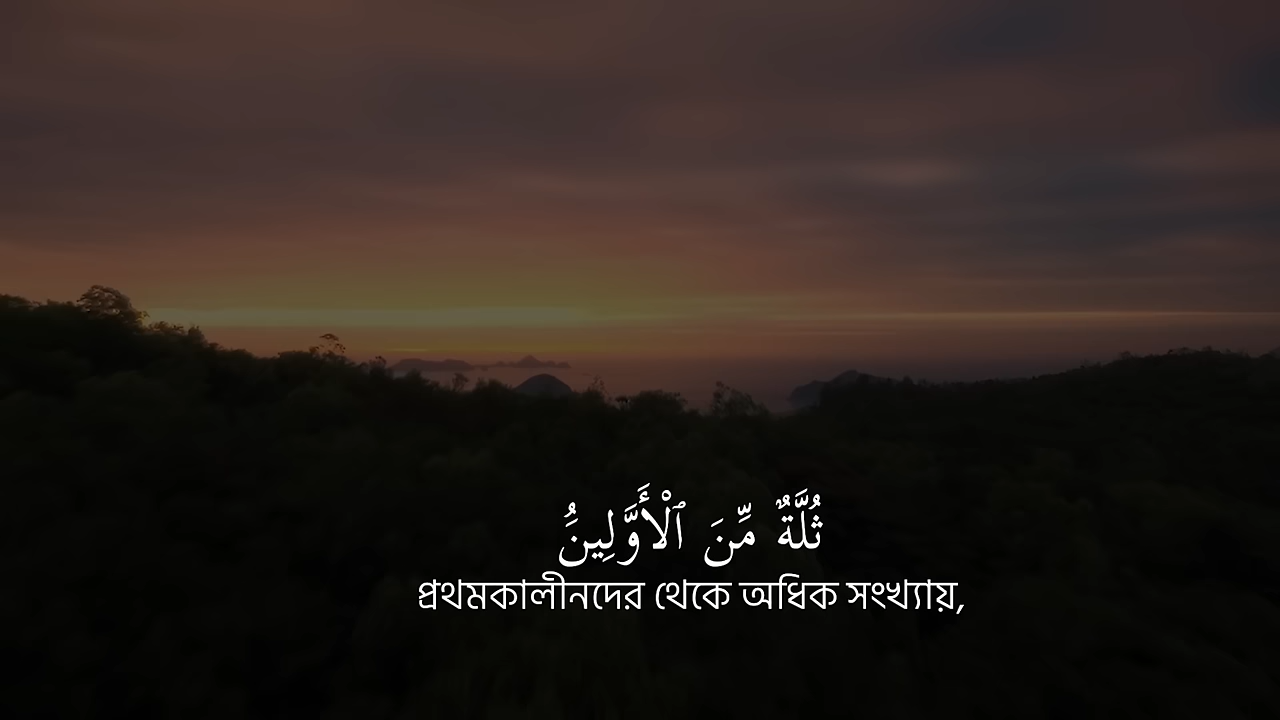 ثُلَّةٌ مِّنَ ٱلْأَوَّلِينَُ
প্রথমকালীনদের থেকে অধিক সংখ্যায়,